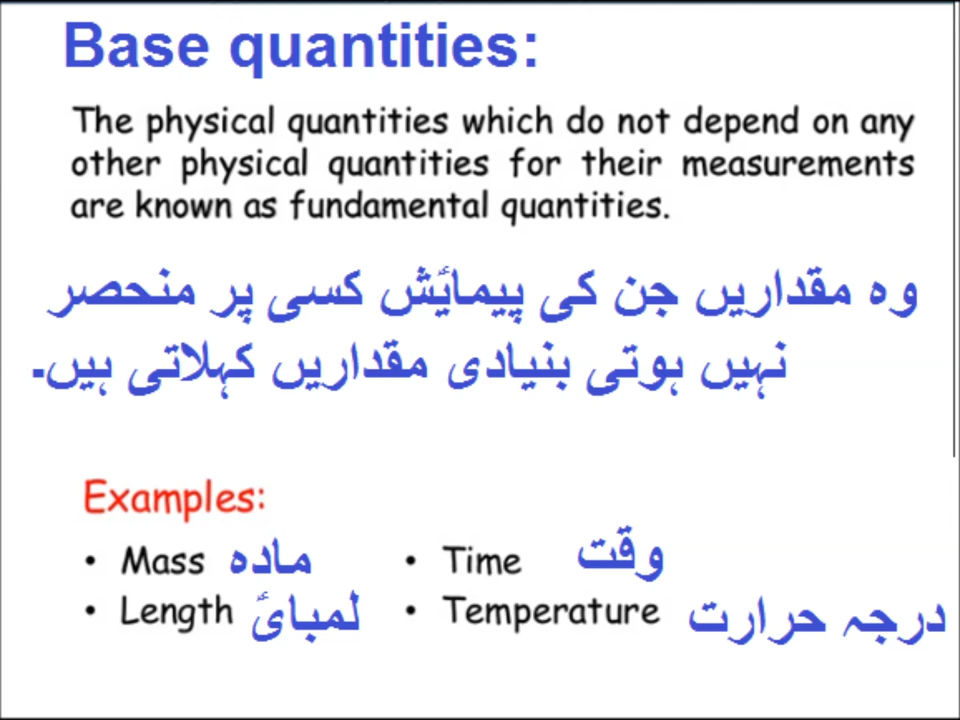 Base quantities:
The physical quantities which do not depend on any
other physical quantities for their measurements
are known as fundamental quantities.
وہ مقداریں جن کی پیمایٔش کسی پر منحصر
نہیں ہوتی بنیادی مقداریں کہلاتی ہیں۔
Examples:
• Mass مادہ • Time وقت
• Length لمبایٔ • Temperature درجہ حرارت